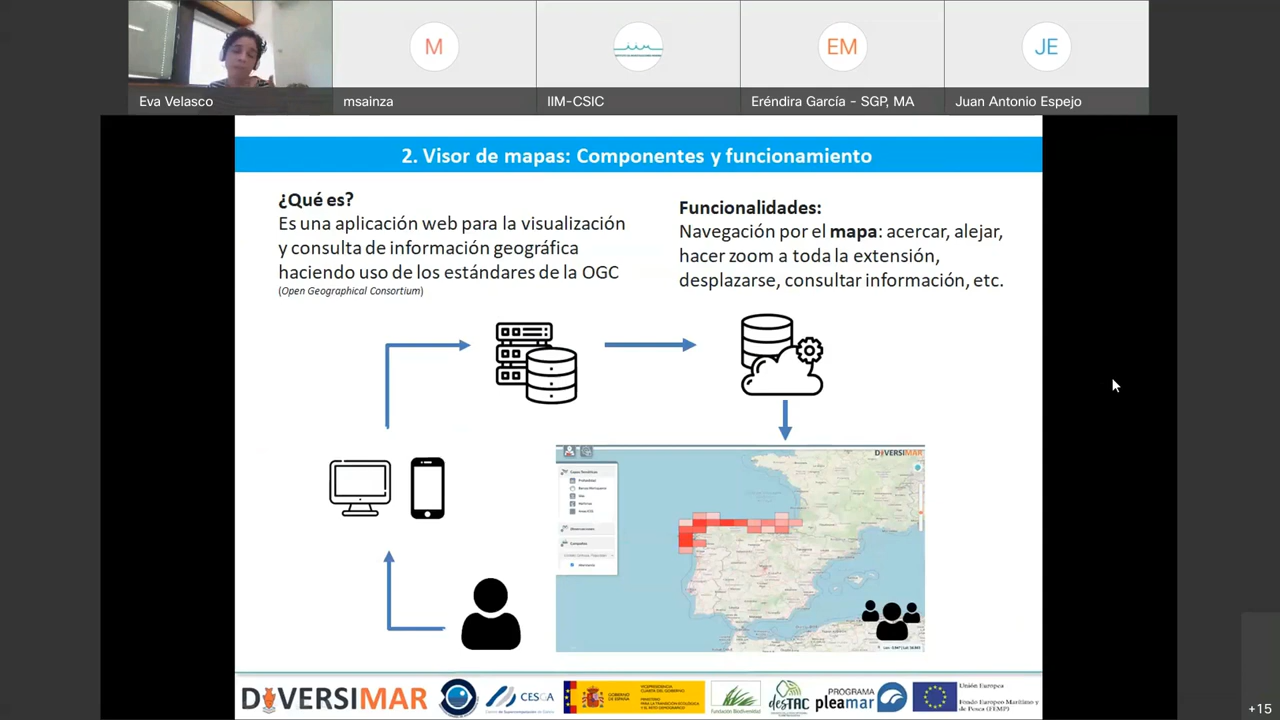 M
EM
JE
Eva Velasco
msainza
IIM-CSIC
Eréndira García - SGP, MA
Juan Antonio Espejo
2. Visor de mapas: Componentes y funcionamiento
¿Qué es?
Es una aplicación web para la visualización
y consulta de información geográfica
haciendo uso de los estándares de la OGC
(Open Geographical Consortium)
Funcionalidades:
Navegación por el mapa: acercar, alejar,
hacer zoom a toda la extensión,
desplazarse, consultar información, etc.
DIVERSIMAR
DIVERSIMAR
CESGA
GOBIERNO
DE ESPAÑA
Fundación Biodiversidad
desTAC
PROGRAMA
pleamar
Unión Europea
Fondo Europeo Marítimo y
de Pesca (FEMP)
+15